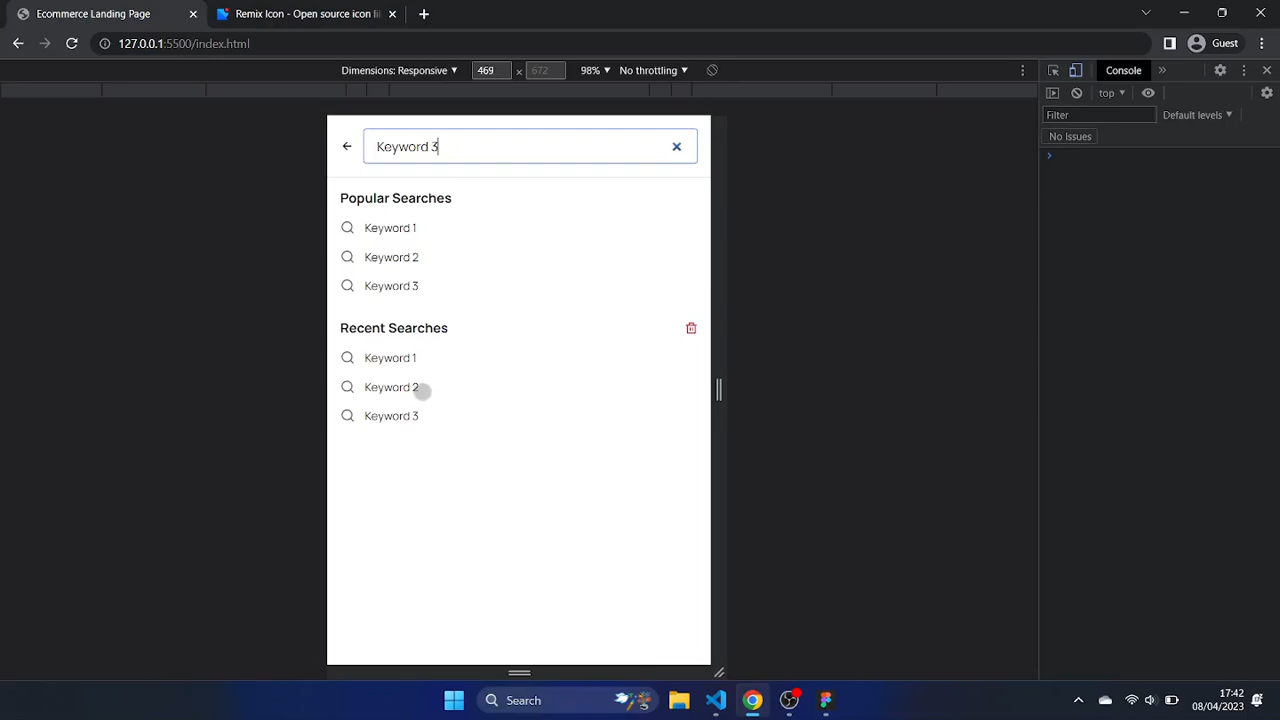 Ecommerce Landing Page
Remix Icon - Open source icon li
127.0.0.1:5500/index.html
Guest
Dimensions: Responsive
469 × 672
98%
No throttling
Console
top
Filter
Default levels
No Issues
Keyword 3
Popular Searches
Keyword 1
Keyword 2
Keyword 3
Recent Searches
Keyword 1
Keyword 2
Keyword 3
Search
17:42
08/04/2023